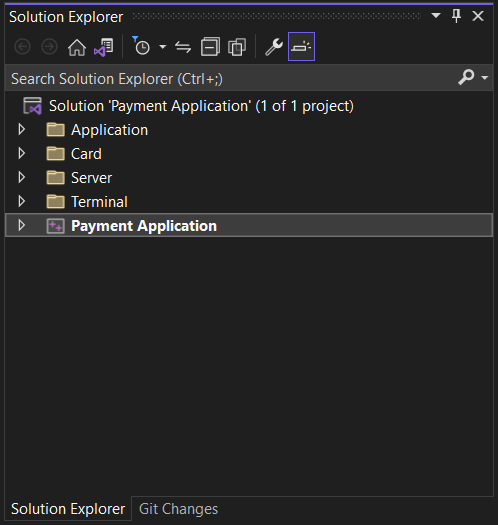 Solution Explorer
Search Solution Explorer (Ctrl+;)
Solution 'Payment Application' (1 of 1 project)
Application
Card
Server
Terminal
Payment Application
Solution Explorer Git Changes